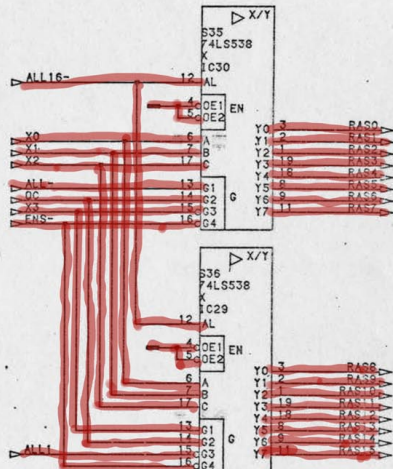 X/Y
S35
74LS538
X
IC30
ALL16- 12 AL
4 OE1 EN
5 OE2
X0 6 A Y0 3 RAS0
X1 7 B Y1 2 RAS1
X2 17 C Y2 1 RAS2
Y3 19 RAS3
ALL- 13 G1 Y4 18 RAS4
OC 14 G2 G Y5 8 RAS5
X3 15 G3 Y6 9 RAS6
ENS- 16 G4 Y7 11 RAS7
X/Y
S36
74LS538
X
IC29
12 AL
4 OE1 EN
5 OE2
Y0 3 RAS8
6 A Y1 2 RAS9
7 B Y2 1 RAS10
17 C Y3 19 RAS11
Y4 18 RAS12
13 G1 Y5 8 RAS13
14 G2 G Y6 9 RAS14
ALL1 15 G3 Y7 11 RAS15
16 G4